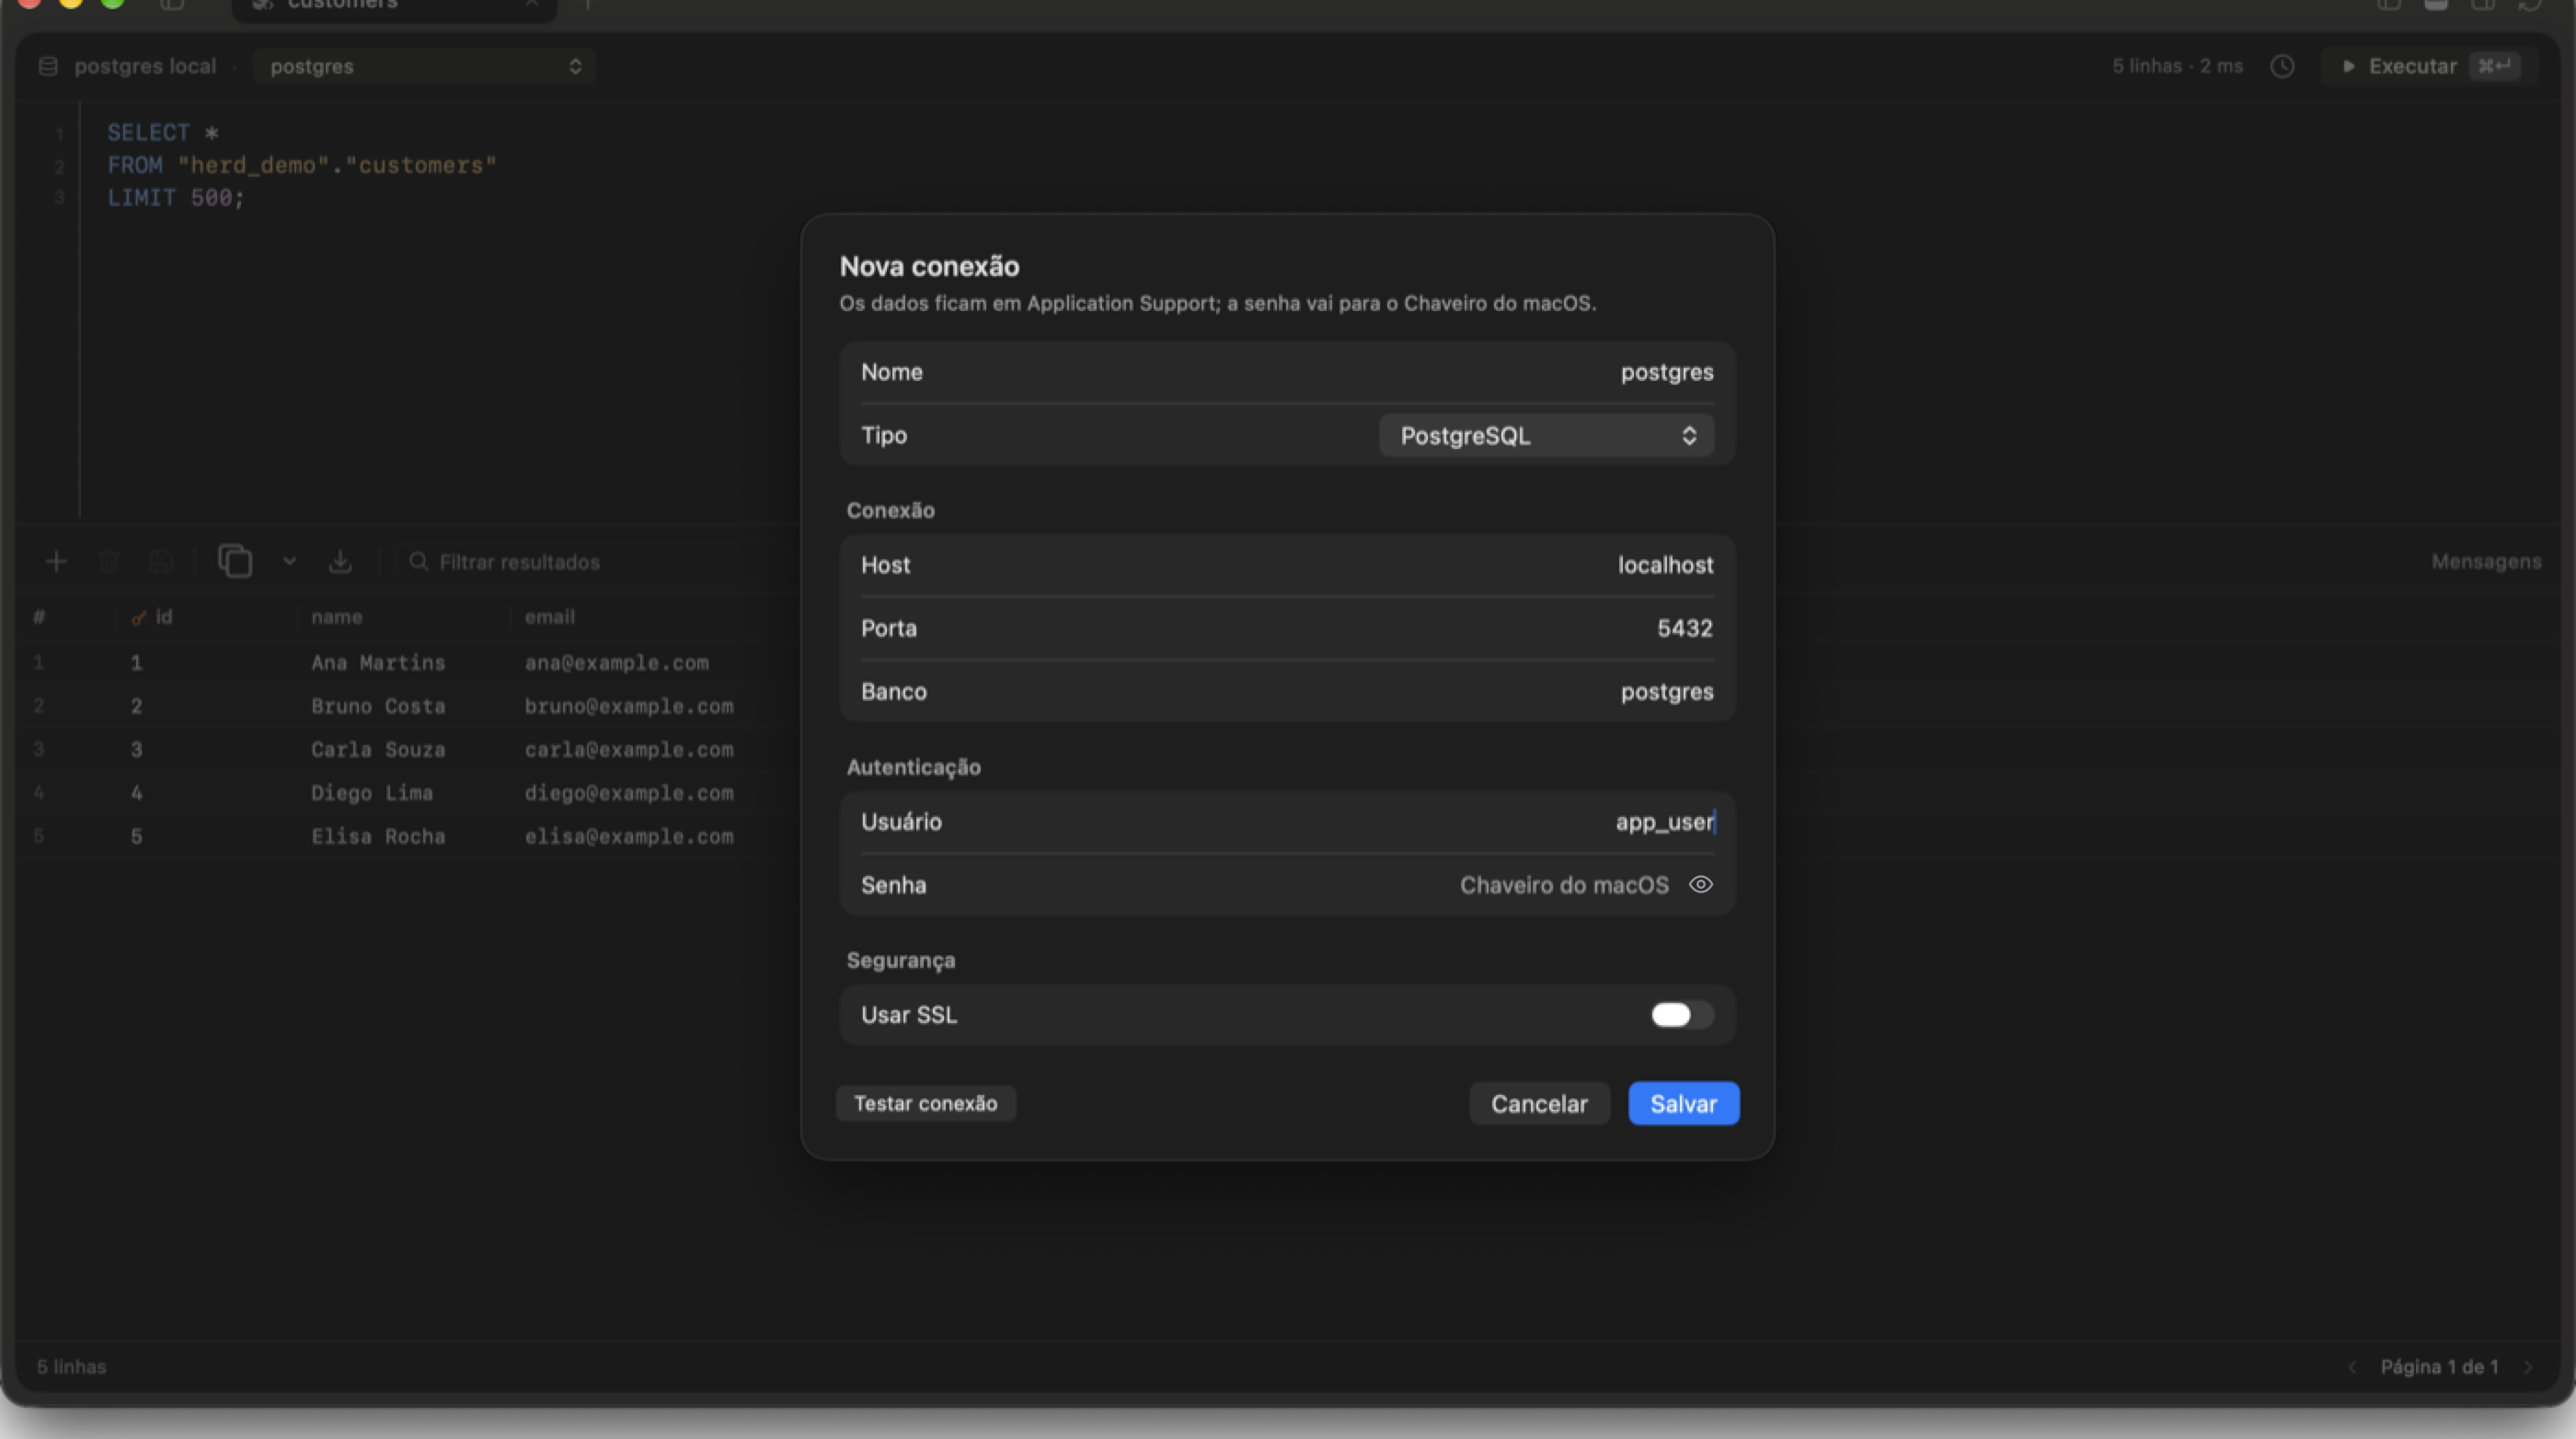 customers
postgres local · postgres
5 linhas · 2 ms
Executar ⌘↵
1 SELECT *
2 FROM "herd_demo"."customers"
3 LIMIT 500;
Filtrar resultados
Mensagens
# id name email
1 1 Ana Martins ana@example.com
2 2 Bruno Costa bruno@example.com
3 3 Carla Souza carla@example.com
4 4 Diego Lima diego@example.com
5 5 Elisa Rocha elisa@example.com
Nova conexão
Os dados ficam em Application Support; a senha vai para o Chaveiro do macOS.
Nome postgres
Tipo PostgreSQL
Conexão
Host localhost
Porta 5432
Banco postgres
Autenticação
Usuário app_user
Senha Chaveiro do macOS
Segurança
Usar SSL
Testar conexão Cancelar Salvar
5 linhas
Página 1 de 1